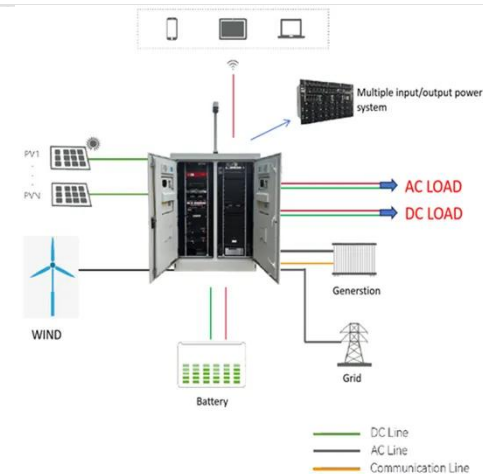 Multiple input/output power
system
PV1
PVN
AC LOAD
DC LOAD
WIND
Generstion
Grid
Battery
DC Line
AC Line
Communication Line